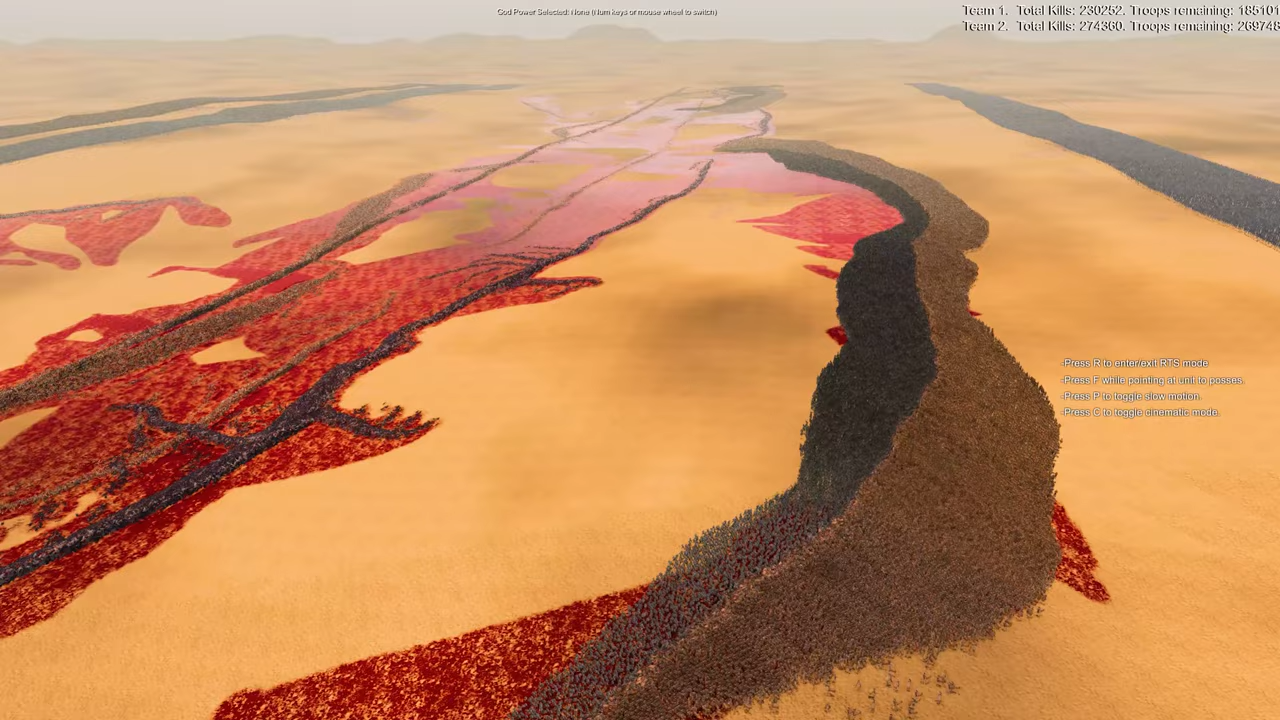 God Power Selected: None (Num keys or mouse wheel to switch)
Team 1. Total Kills: 230252. Troops remaining: 185101
Team 2. Total Kills: 274360. Troops remaining: 269746
-Press R to enter/exit RTS mode
-Press F while pointing at unit to posses.
-Press P to toggle slow motion.
-Press C to toggle cinematic mode.